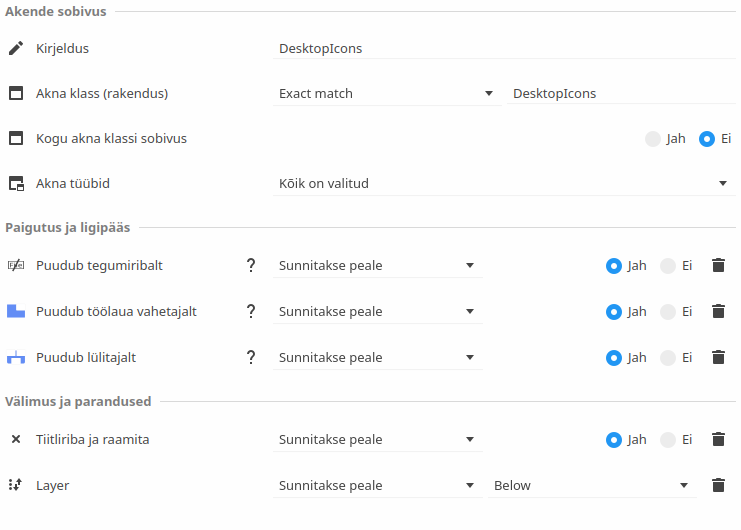 Akende sobivus
Kirjeldus DesktopIcons
Akna klass (rakendus) Exact match DesktopIcons
Kogu akna klassi sobivus Jah Ei
Akna tüübid Kõik on valitud
Paigutus ja ligipääs
Puudub tegumiribalt ? Sunnitakse peale Jah Ei
Puudub töölaua vahetajalt ? Sunnitakse peale Jah Ei
Puudub lülitajalt ? Sunnitakse peale Jah Ei
Välimus ja parandused
Tiitliriba ja raamita Sunnitakse peale Jah Ei
Layer Sunnitakse peale Below